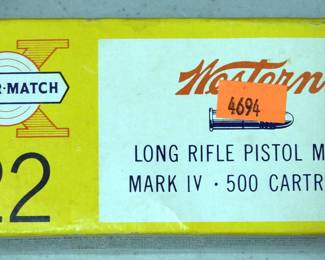 R·MATCH
X
22
Western
4694
LONG RIFLE PISTOL M
MARK IV · 500 CARTR